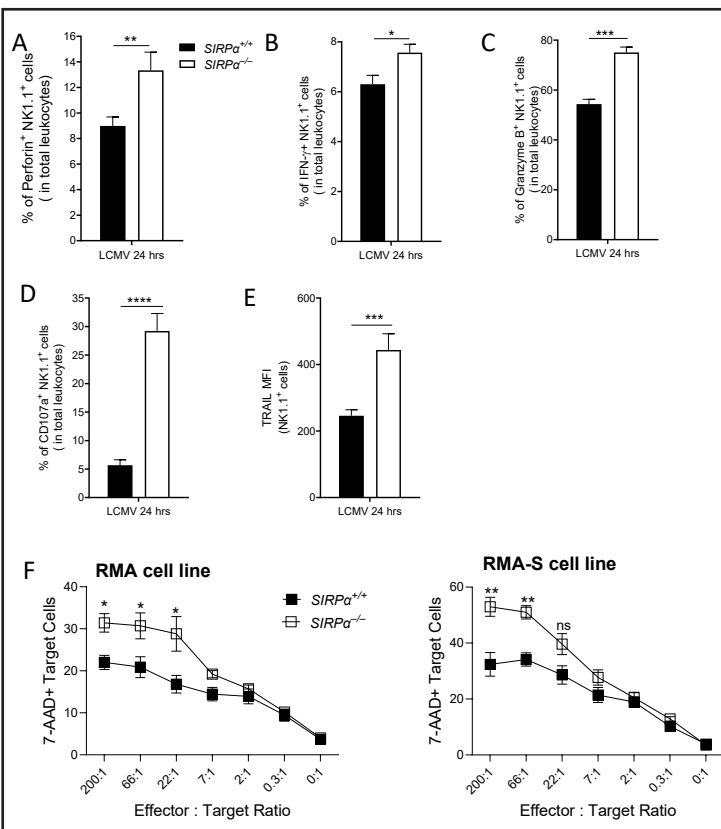 A
% of Perforin⁺ NK1.1⁺ cells
( in total leukocytes)
16
14
12
10
8
6
4
2
0
**
LCMV 24 hrs
SIRPα⁺/⁺
SIRPα⁻/⁻
B
% of IFN-γ+ NK1.1⁺ cells
( in total leukocytes)
8
6
4
2
0
*
LCMV 24 hrs
C
% of Granzyme B⁺ NK1.1⁺ cells
( in total leukocytes)
80
60
40
20
0
***
LCMV 24 hrs
D
% of CD107a⁺ NK1.1⁺ cells
( in total leukocytes)
35
30
25
20
15
10
5
0
****
LCMV 24 hrs
E
TRAIL MFI
(NK1.1⁺ cells)
600
400
200
0
***
LCMV 24 hrs
F
RMA cell line
7-AAD+ Target Cells
40
30
20
10
0
* * *
SIRPα⁺/⁺
SIRPα⁻/⁻
200:1 66:1 22:1 7:1 2:1 0.3:1 0:1
Effector : Target Ratio
RMA-S cell line
7-AAD+ Target Cells
60
40
20
0
** ** ns
200:1 66:1 22:1 7:1 2:1 0.3:1 0:1
Effector : Target Ratio